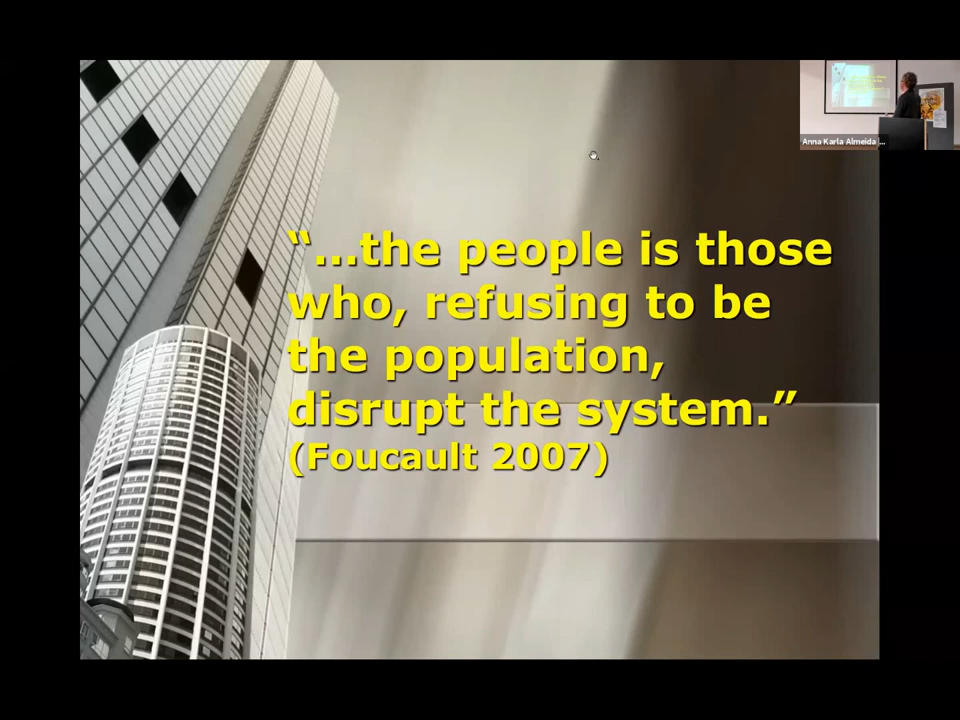 Anna Karla Almeida ...
“...the people is those
who, refusing to be
the population,
disrupt the system.”
(Foucault 2007)